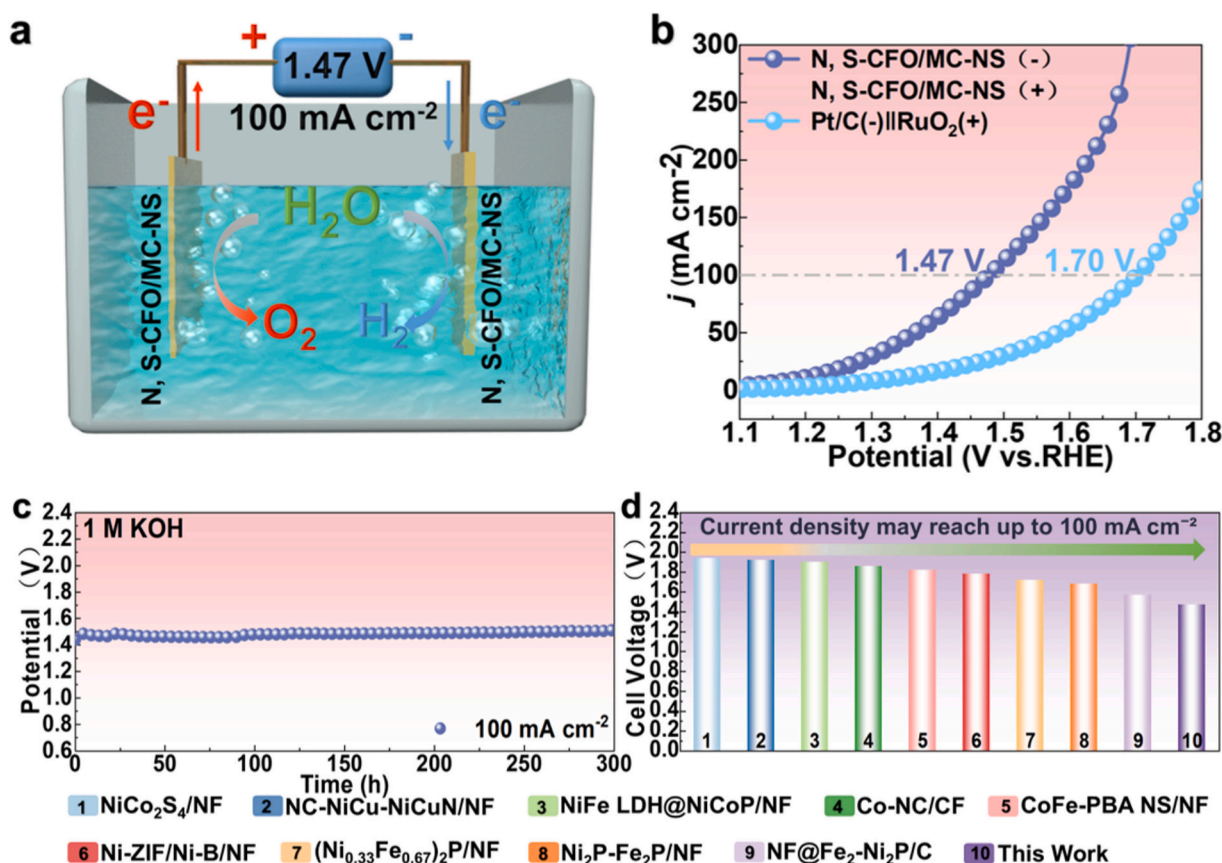 a
+ -
1.47 V
100 mA cm⁻²
e⁻ e⁻
H₂O
O₂ H₂
N, S-CFO/MC-NS
N, S-CFO/MC-NS
b
300
250
200
150
100
50
0
j (mA cm⁻²)
N, S-CFO/MC-NS (-)
N, S-CFO/MC-NS (+)
Pt/C(-)||RuO₂(+)
1.47 V 1.70 V
1.1 1.2 1.3 1.4 1.5 1.6 1.7 1.8
Potential (V vs.RHE)
c
2.4
2.2
2.0
1.8
1.6
1.4
1.2
1.0
0.8
0.6
Potential (V)
1 M KOH
100 mA cm⁻²
0 50 100 150 200 250 300
Time (h)
d
2.4
2.2
2.0
1.8
1.6
1.4
1.2
1.0
0.8
0.6
0.4
0.2
0.0
Cell Voltage (V)
Current density may reach up to 100 mA cm⁻²
1 2 3 4 5 6 7 8 9 10
1 NiCo₂S₄/NF 2 NC-NiCu-NiCuN/NF 3 NiFe LDH@NiCoP/NF 4 Co-NC/CF 5 CoFe-PBA NS/NF
6 Ni-ZIF/Ni-B/NF 7 (Ni₀.₃₃Fe₀.₆₇)₂P/NF 8 Ni₂P-Fe₂P/NF 9 NF@Fe₂-Ni₂P/C 10 This Work